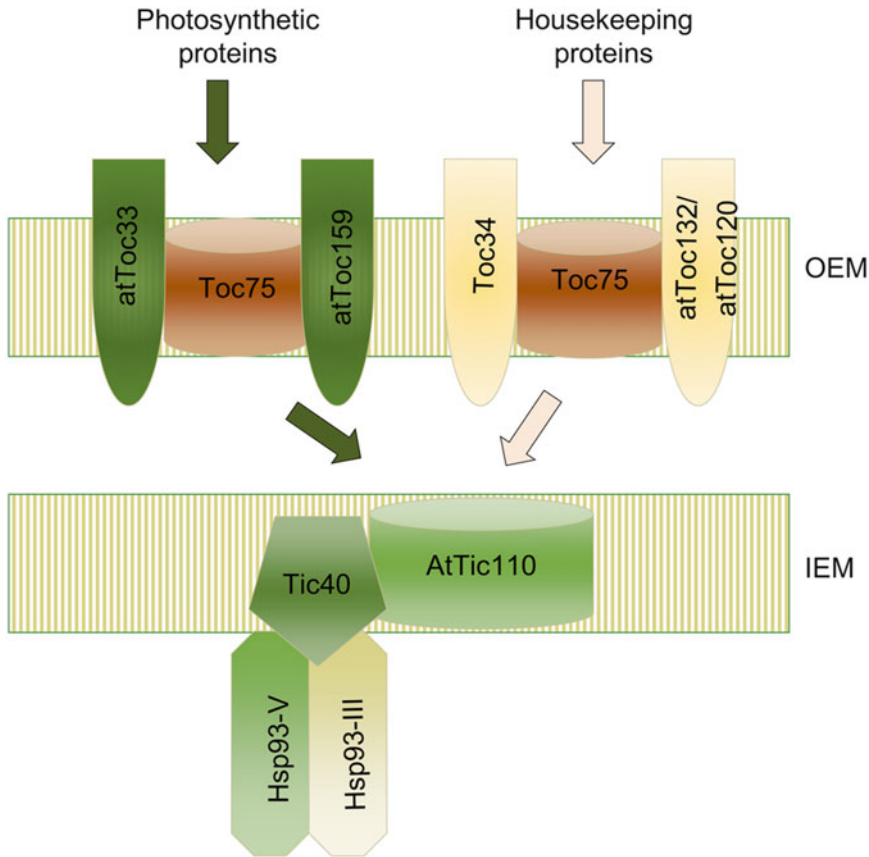 Photosynthetic
proteins
Housekeeping
proteins
atToc33
Toc75
atToc159
Toc34
Toc75
atToc132/
atToc120
OEM
Tic40
AtTic110
IEM
Hsp93-V
Hsp93-III